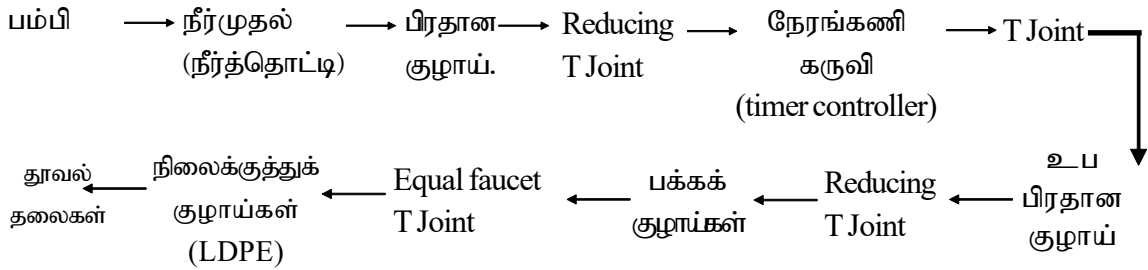 பம்பி
நீர்முதல்
(நீர்த்தொட்டி)
பிரதான
குழாய்.
Reducing
T Joint
நேரங்கணி
கருவி
(timer controller)
T Joint
உப
பிரதான
குழாய்
Reducing
T Joint
பக்கக்
குழாய்கள்
Equal faucet
T Joint
நிலைக்குத்துக்
குழாய்கள்
(LDPE)
தூவல்
தலைகள்